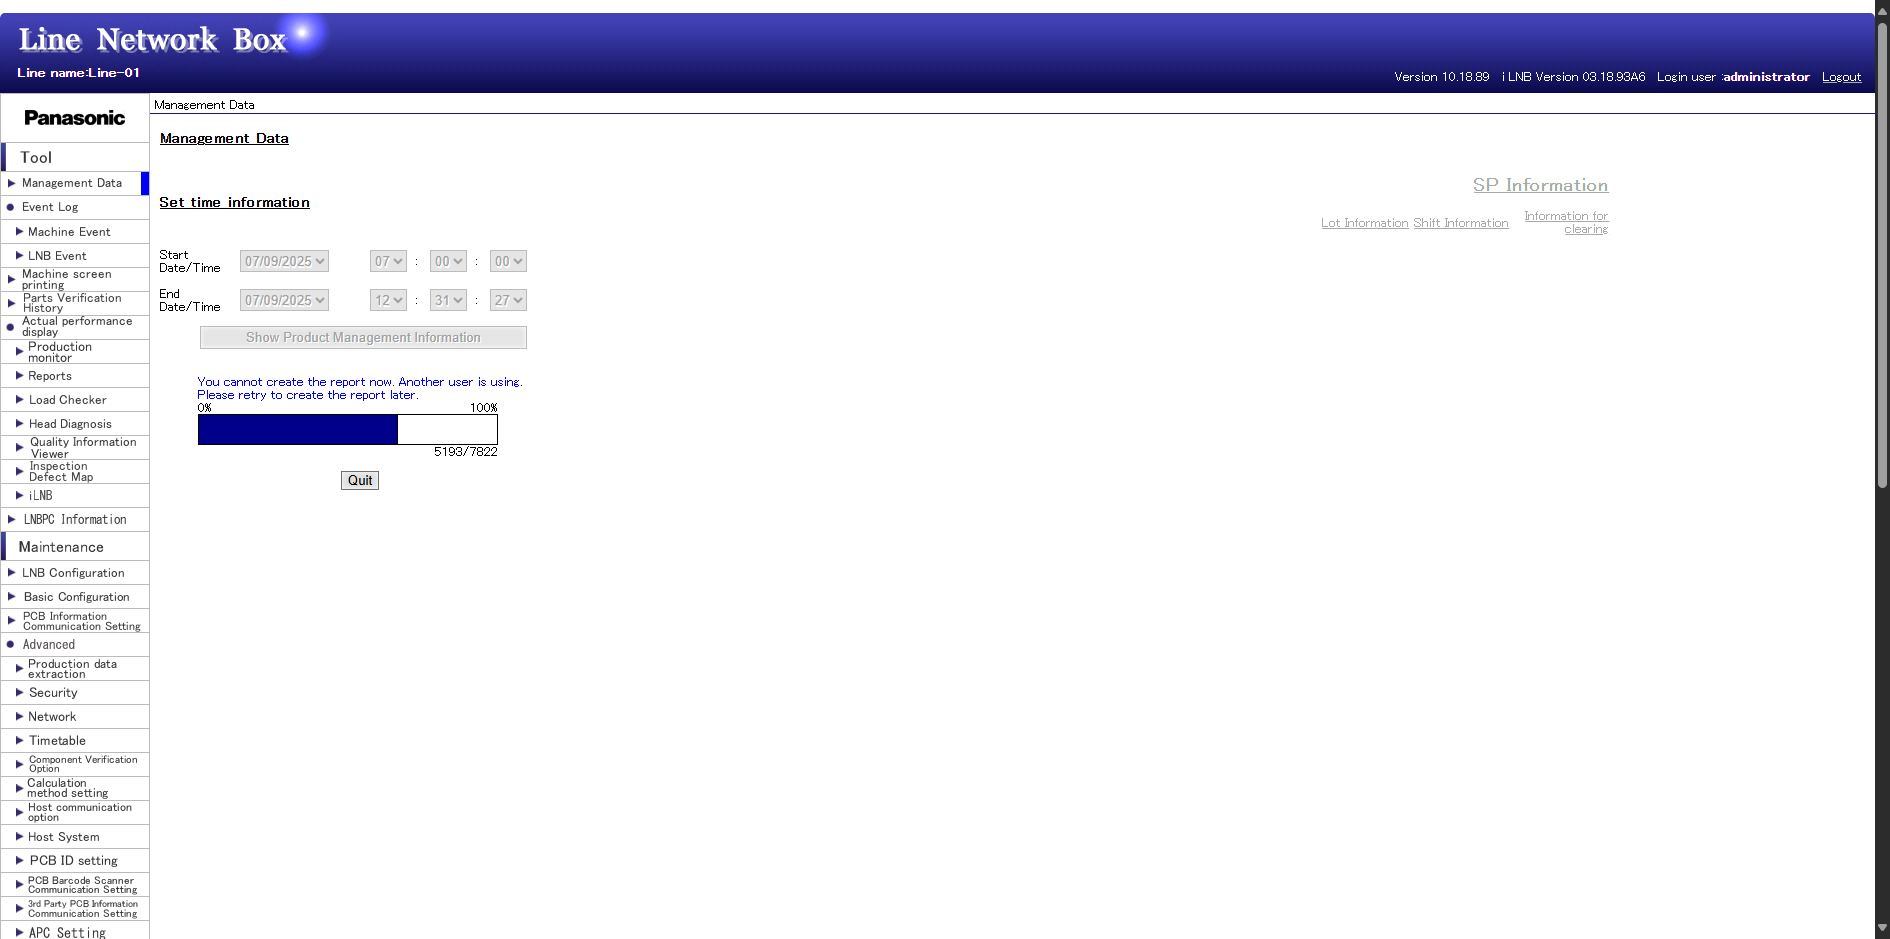 Line Network Box
Line name:Line-01
Version 10.18.89 iLNB Version 03.18.93A6 Login user :administrator Logout
Panasonic
Tool
Management Data
Event Log
Machine Event
LNB Event
Machine screen
printing
Parts Verification
History
Actual performance
display
Production
monitor
Reports
Load Checker
Head Diagnosis
Quality Information
Viewer
Inspection
Defect Map
iLNB
LNBPC Information
Maintenance
LNB Configuration
Basic Configuration
PCB Information
Communication Setting
Advanced
Production data
extraction
Security
Network
Timetable
Component Verification
Option
Calculation
method setting
Host communication
option
Host System
PCB ID setting
PCB Barcode Scanner
Communication Setting
3rd Party PCB Information
Communication Setting
APC Setting
Management Data
Management Data
SP Information
Lot Information Shift Information Information for
clearing
Set time information
Start
Date/Time 07/09/2025 07 : 00 : 00
End
Date/Time 07/09/2025 12 : 31 : 27
Show Product Management Information
You cannot create the report now. Another user is using.
Please retry to create the report later.
0% 100%
5193/7822
Quit